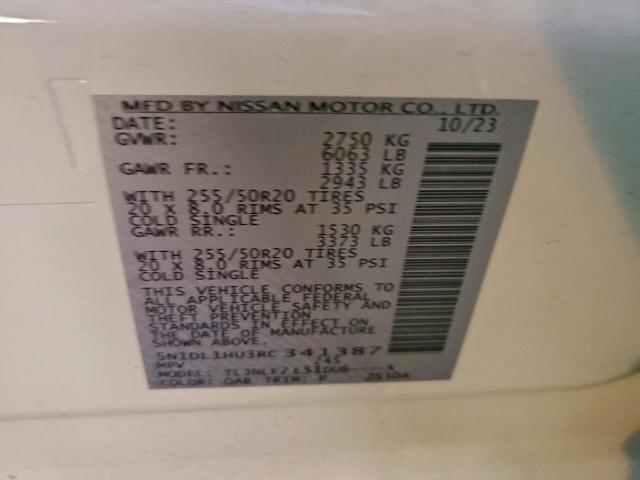 MFD BY NISSAN MOTOR CO., LTD.
DATE: 10/23
GVWR: 2750 KG
6063 LB
GAWR FR.: 1335 KG
2943 LB
WITH 255/50R20 TIRES
20 X 8.0 RIMS AT 35 PSI
COLD SINGLE
GAWR RR.: 1530 KG
3373 LB
WITH 255/50R20 TIRES
20 X 8.0 RIMS AT 35 PSI
COLD SINGLE
THIS VEHICLE CONFORMS TO
ALL APPLICABLE FEDERAL
MOTOR VEHICLE SAFETY AND
THEFT PREVENTION
STANDARDS IN EFFECT ON
THE DATE OF MANUFACTURE
SHOWN ABOVE.
5N1DL1HU3RC 341387
MPV
MODEL:
COLOR: QAB TRIM: P